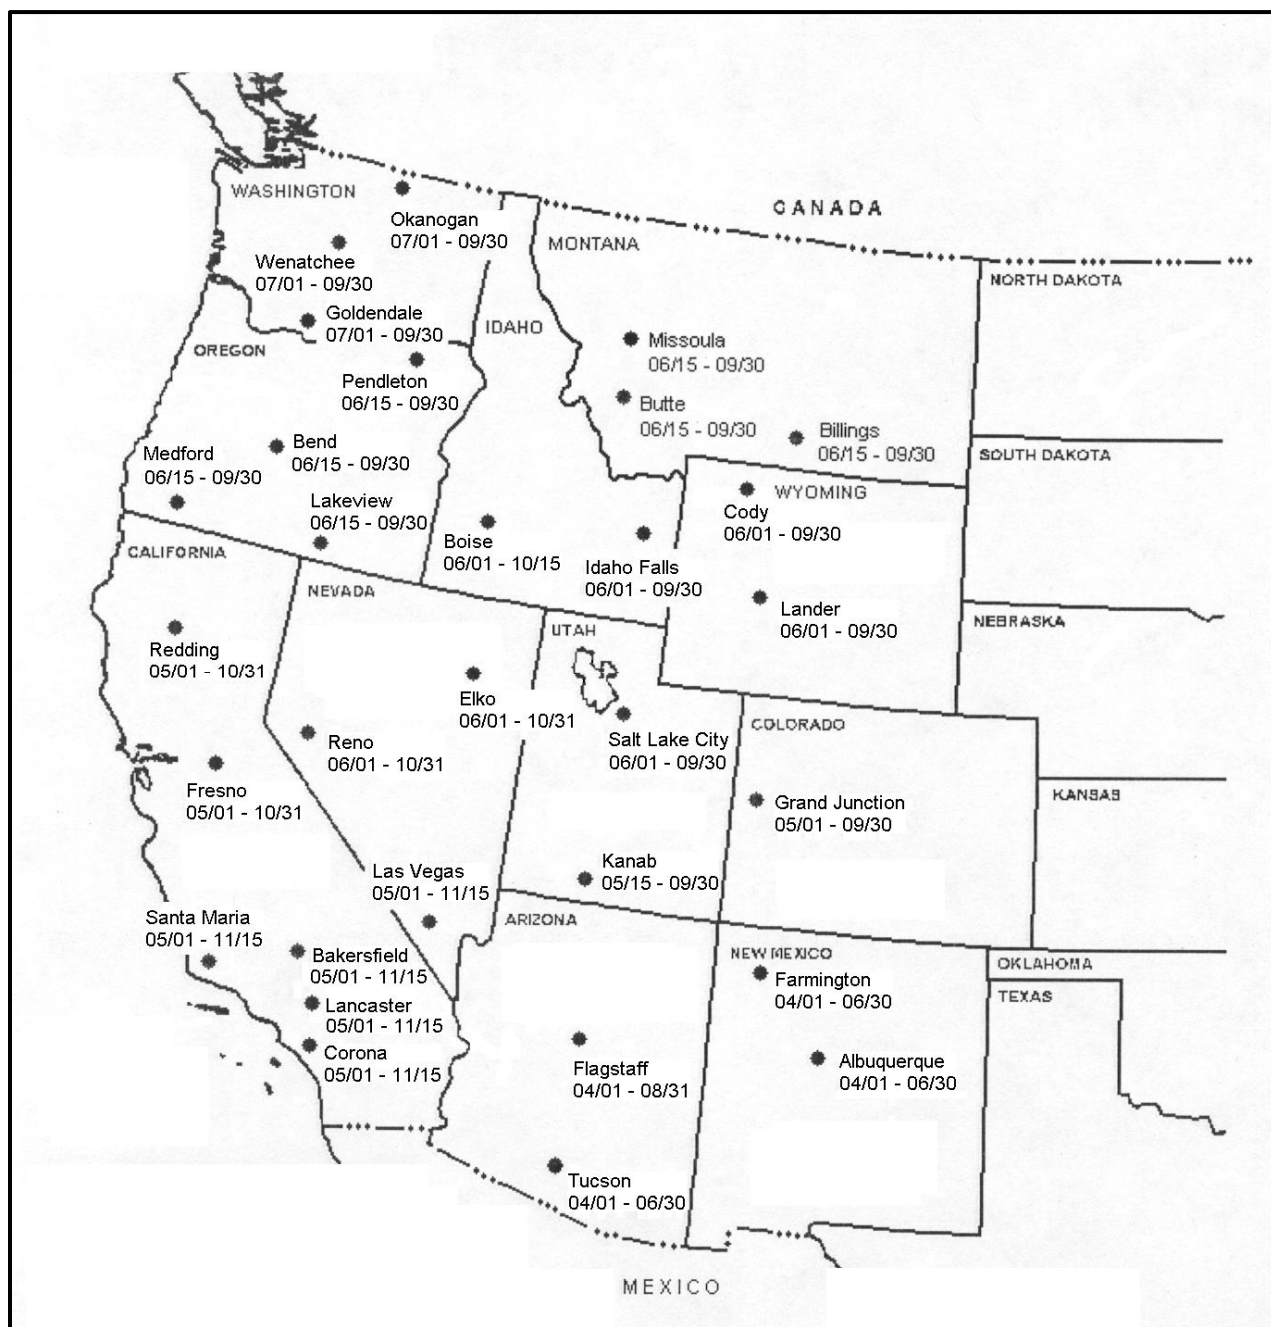 WASHINGTON
Okanogan
07/01 - 09/30
CANADA
Wenatchee
07/01 - 09/30
MONTANA
NORTH DAKOTA
Goldendale
07/01 - 09/30
IDAHO
OREGON
Missoula
06/15 - 09/30
Pendleton
06/15 - 09/30
Butte
06/15 - 09/30
Billings
06/15 - 09/30
Medford
06/15 - 09/30
Bend
06/15 - 09/30
SOUTH DAKOTA
Lakeview
06/15 - 09/30
WYOMING
Cody
06/01 - 09/30
Boise
06/01 - 10/15
Idaho Falls
06/01 - 09/30
CALIFORNIA
NEVADA
Lander
06/01 - 09/30
NEBRASKA
UTAH
Redding
05/01 - 10/31
Elko
06/01 - 10/31
Salt Lake City
06/01 - 09/30
COLORADO
Reno
06/01 - 10/31
Fresno
05/01 - 10/31
Grand Junction
05/01 - 09/30
KANSAS
Las Vegas
05/01 - 11/15
Kanab
05/15 - 09/30
Santa Maria
05/01 - 11/15
ARIZONA
Bakersfield
05/01 - 11/15
NEW MEXICO
OKLAHOMA
Farmington
04/01 - 06/30
TEXAS
Lancaster
05/01 - 11/15
Corona
05/01 - 11/15
Flagstaff
04/01 - 08/31
Albuquerque
04/01 - 06/30
Tucson
04/01 - 06/30
MEXICO